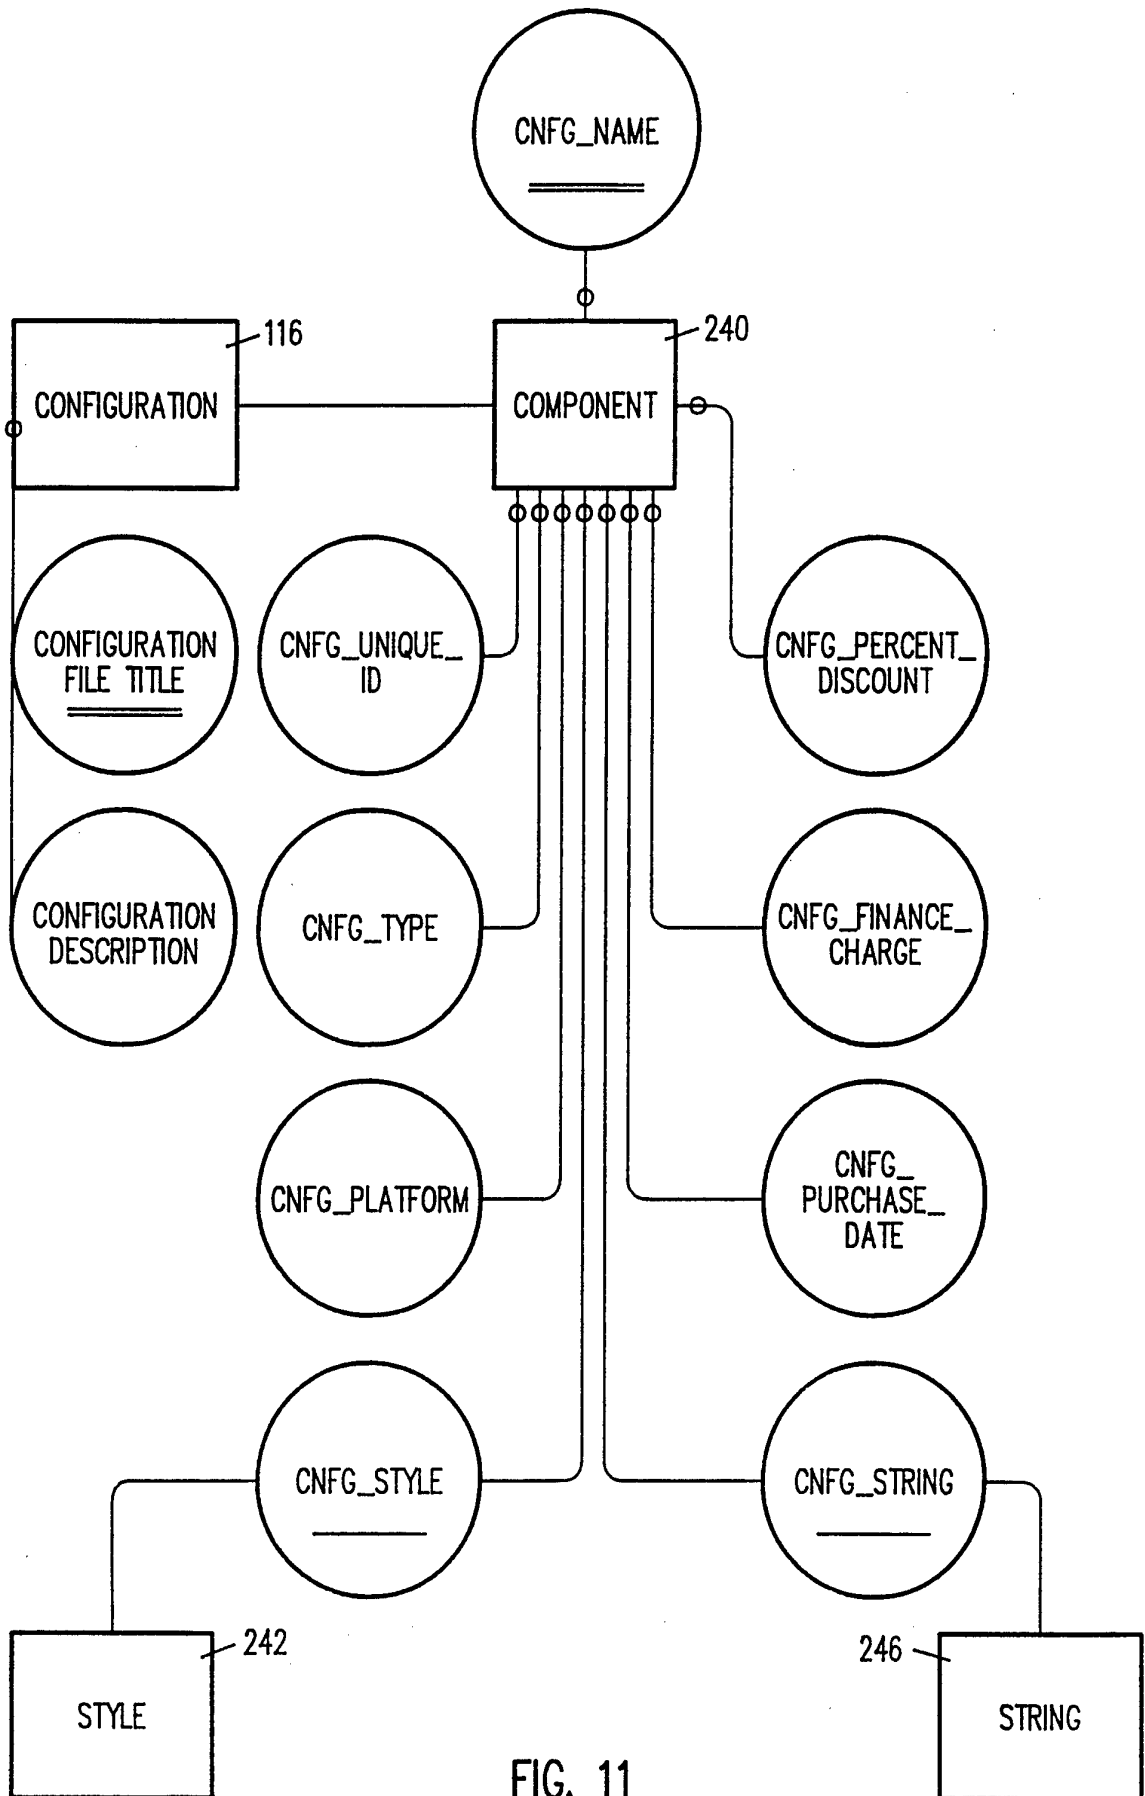 CNFG_NAME
116
240
CONFIGURATION
COMPONENT
CONFIGURATION
FILE TITLE
CNFG_UNIQUE_
ID
CNFG_PERCENT_
DISCOUNT
CONFIGURATION
DESCRIPTION
CNFG_TYPE
CNFG_FINANCE_
CHARGE
CNFG_PLATFORM
CNFG_
PURCHASE_
DATE
CNFG_STYLE
CNFG_STRING
242
246
STYLE
STRING
FIG. 11